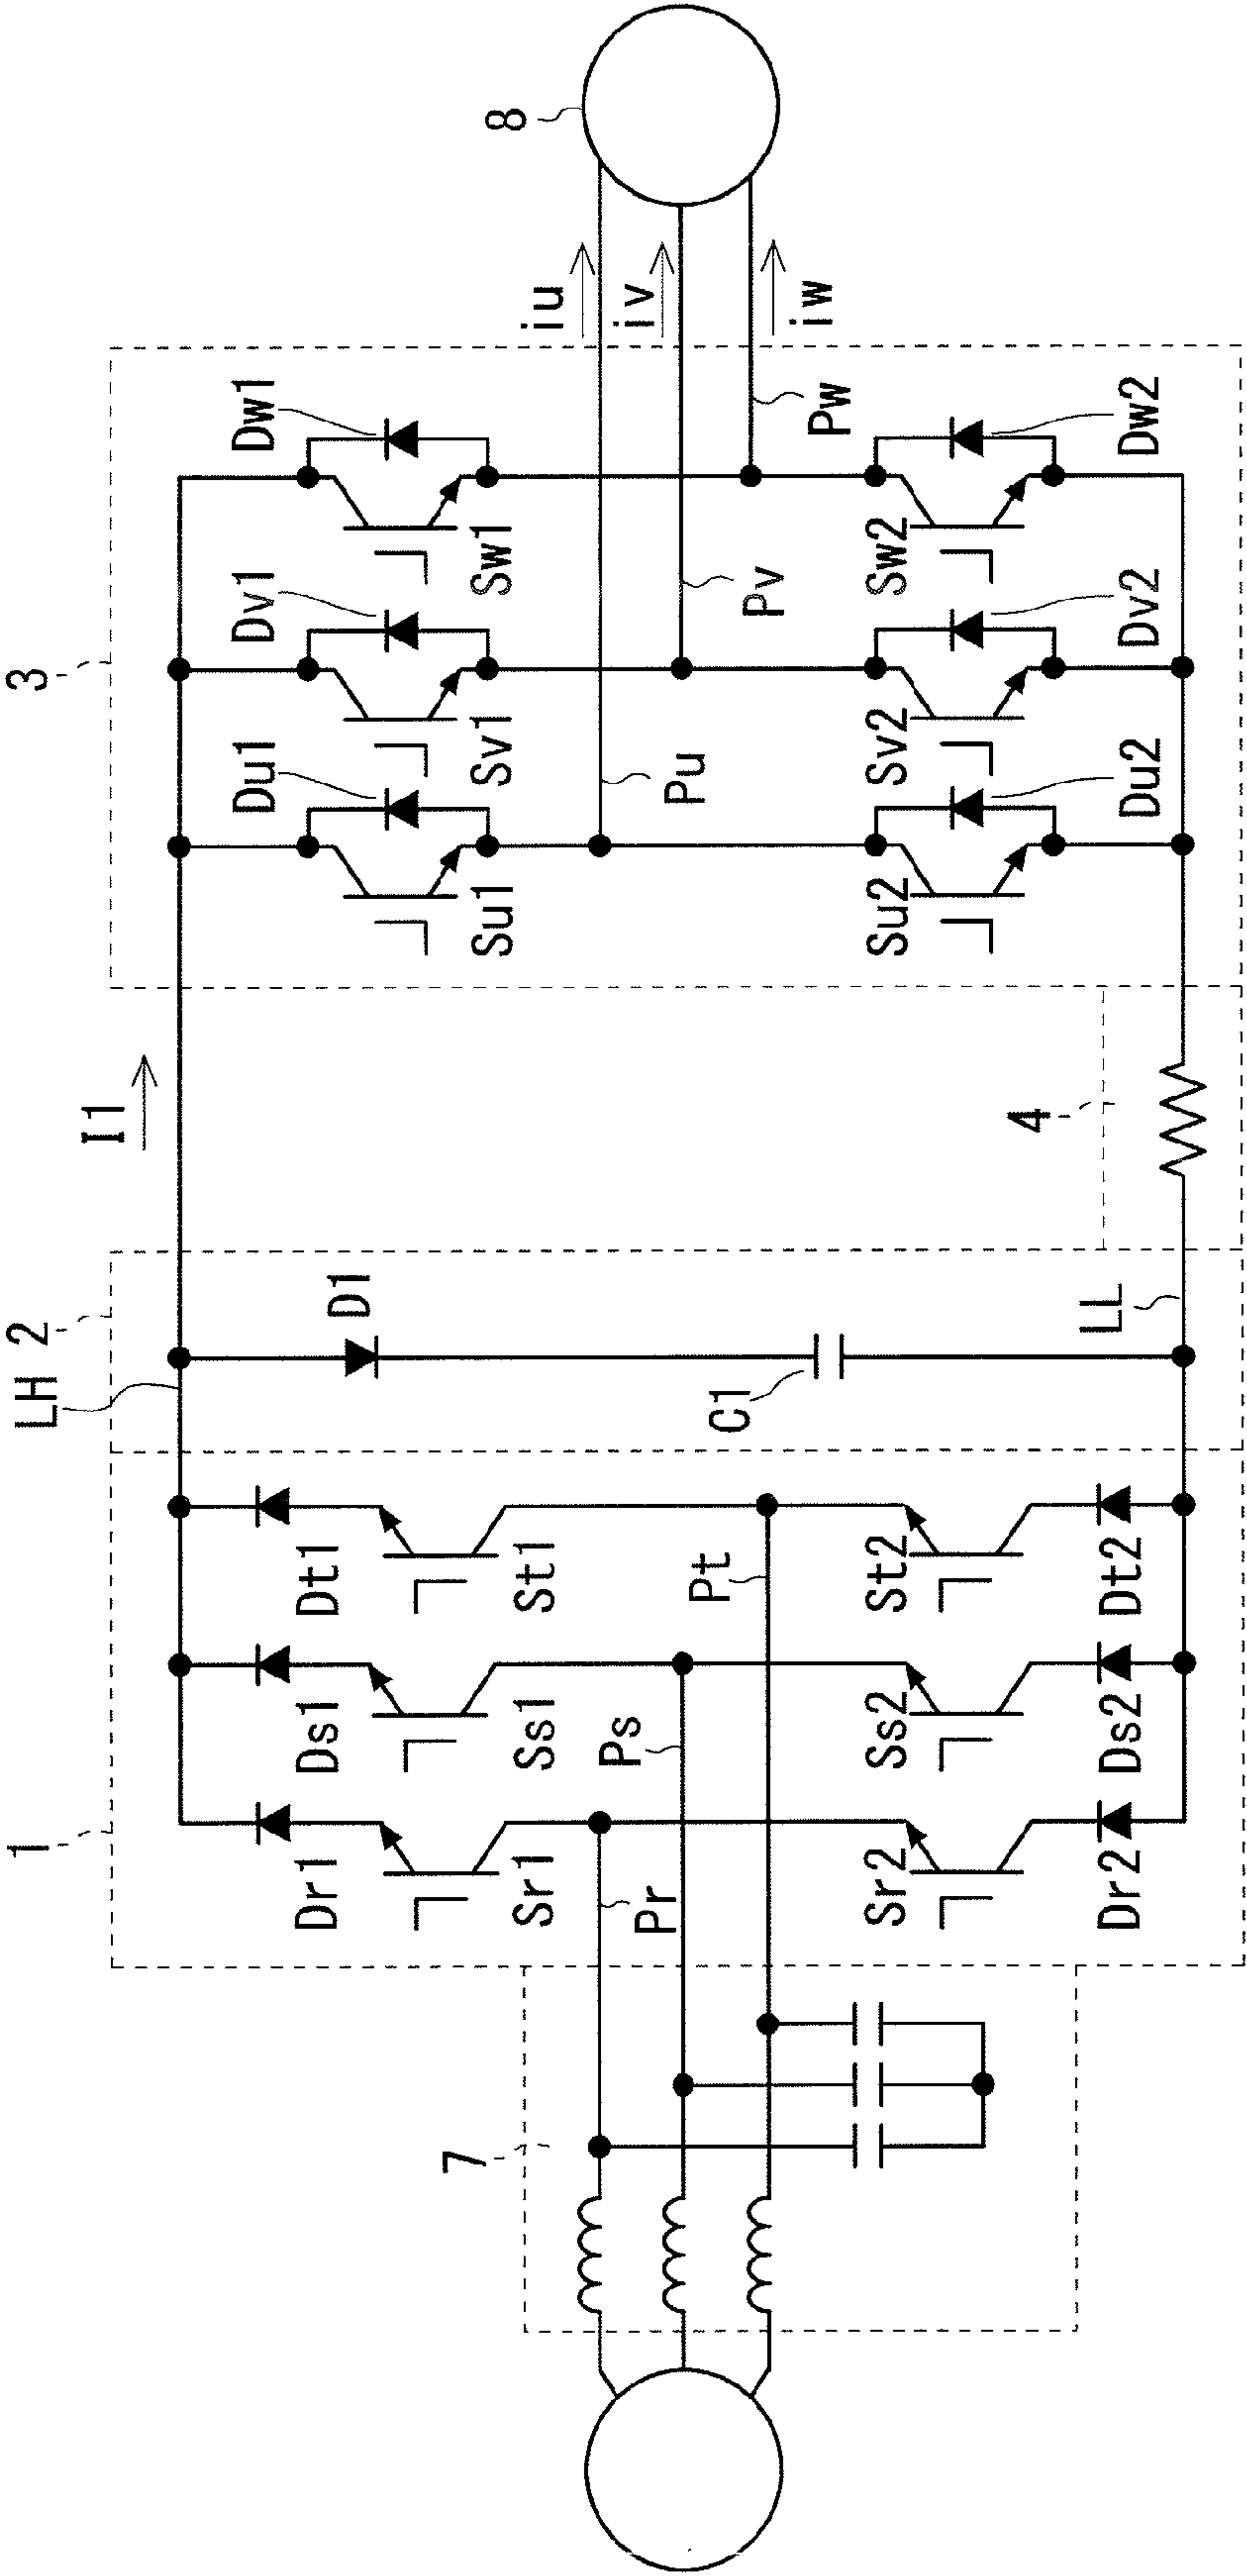 1
LH
2
3
I1
Du1
Dv1
Dw1
Dr1
Ds1
Dt1
D1
7
Su1
Sv1
Sw1
8
Sr1
Ss1
St1
iu
Ps
iv
Pr
Pu
Pt
C1
Pv
iw
Pw
Sr2
Ss2
St2
Su2
Sv2
Sw2
4
LL
Dr2
Ds2
Dt2
Du2
Dv2
Dw2